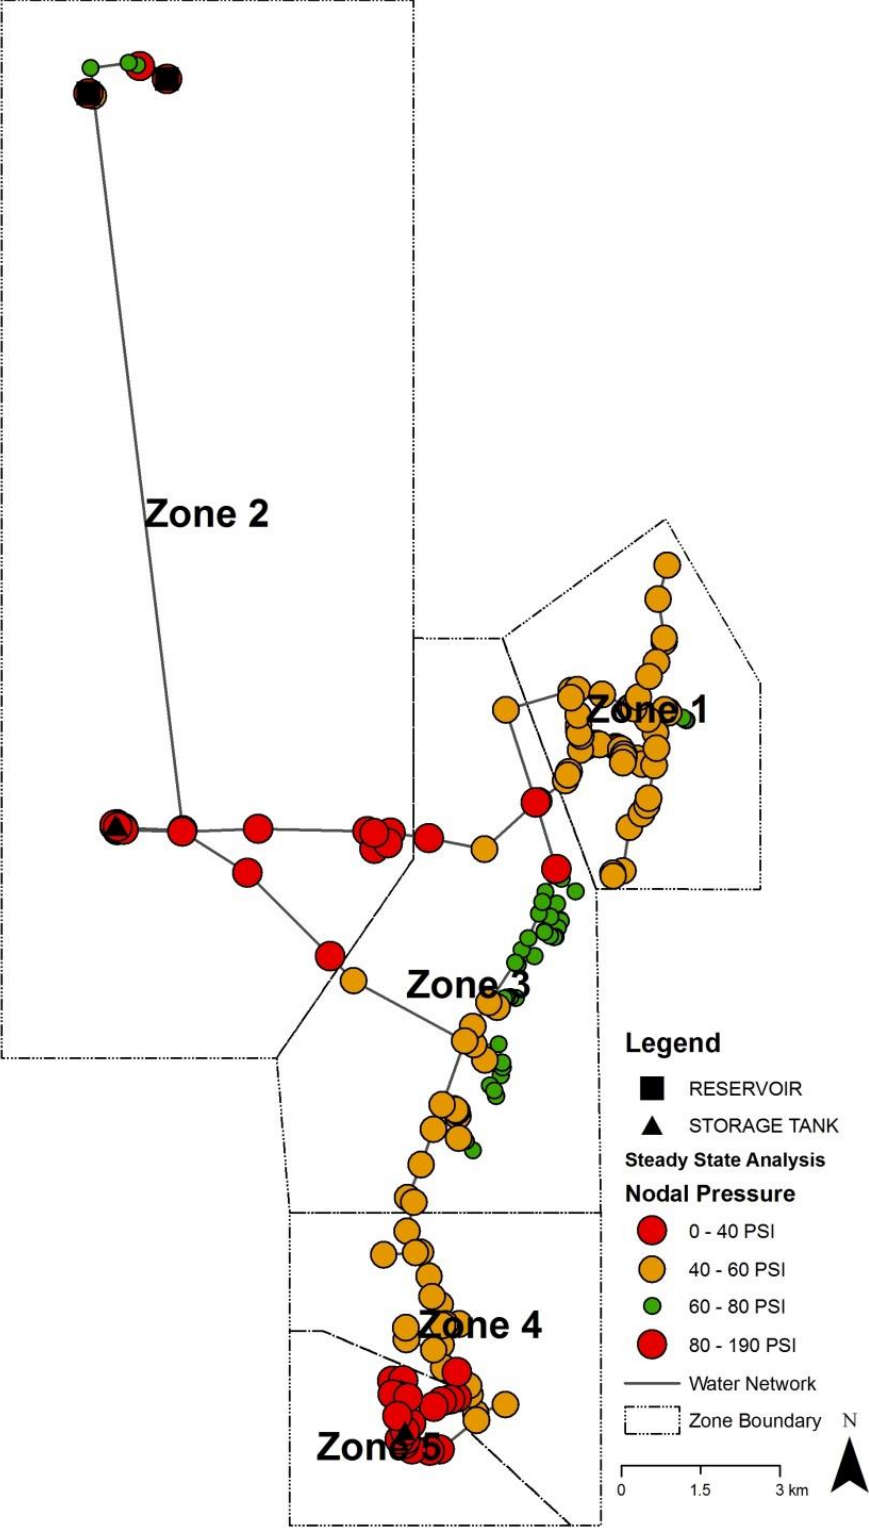 Zone 2
Zone 1
Zone 3
Zone 4
Zone 5
Legend
RESERVOIR
STORAGE TANK
Steady State Analysis
Nodal Pressure
0 - 40 PSI
40 - 60 PSI
60 - 80 PSI
80 - 190 PSI
Water Network
Zone Boundary
N
0 1.5 3 km